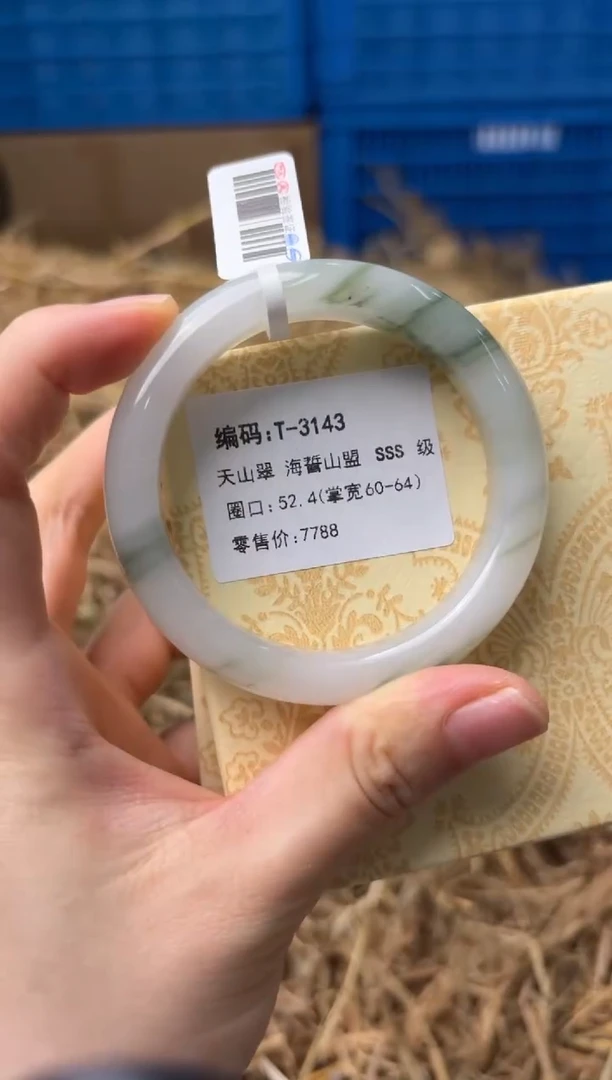 编码:T-3143
天山翠 海誓山盟 SSS 级
圈口:52.4(掌宽60-64)
零售价:7788